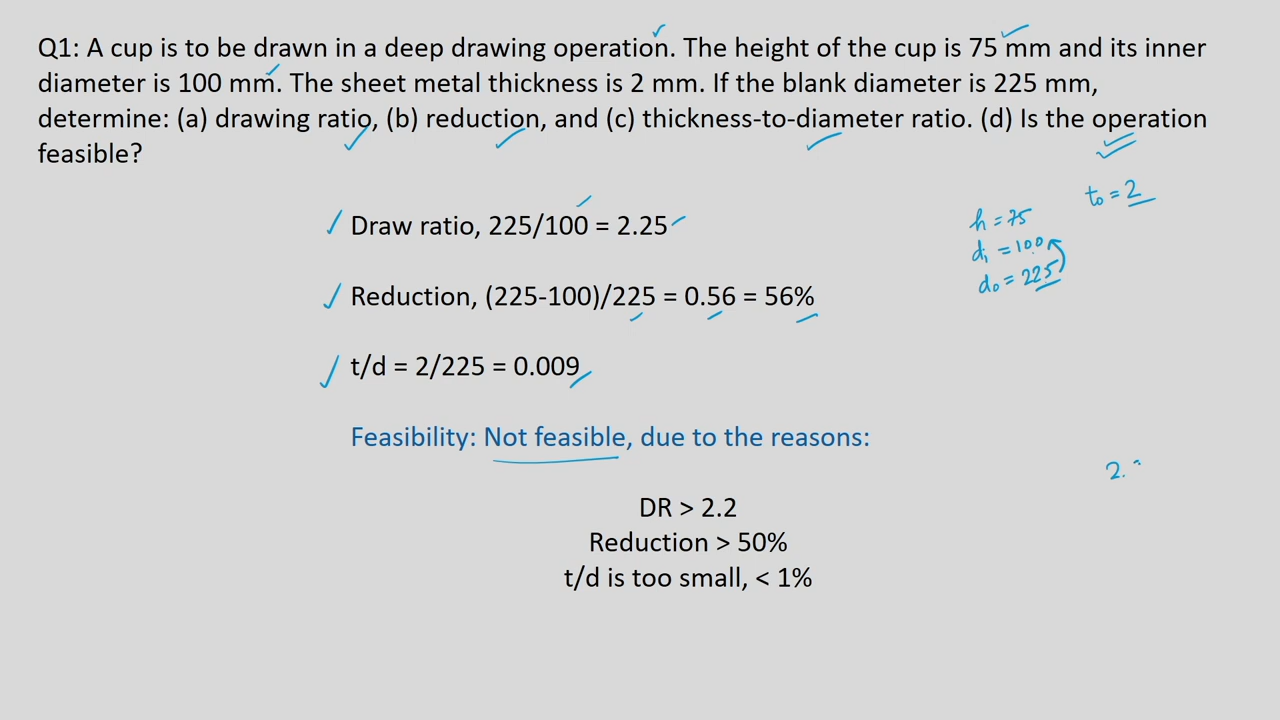 Q1: A cup is to be drawn in a deep drawing operation. The height of the cup is 75 mm and its inner
diameter is 100 mm. The sheet metal thickness is 2 mm. If the blank diameter is 225 mm,
determine: (a) drawing ratio, (b) reduction, and (c) thickness-to-diameter ratio. (d) Is the operation
feasible?
t₀ = 2
h = 75
Draw ratio, 225/100 = 2.25
dᵢ = 100
d₀ = 225
Reduction, (225-100)/225 = 0.56 = 56%
t/d = 2/225 = 0.009
Feasibility: Not feasible, due to the reasons:
2.
DR > 2.2
Reduction > 50%
t/d is too small, < 1%